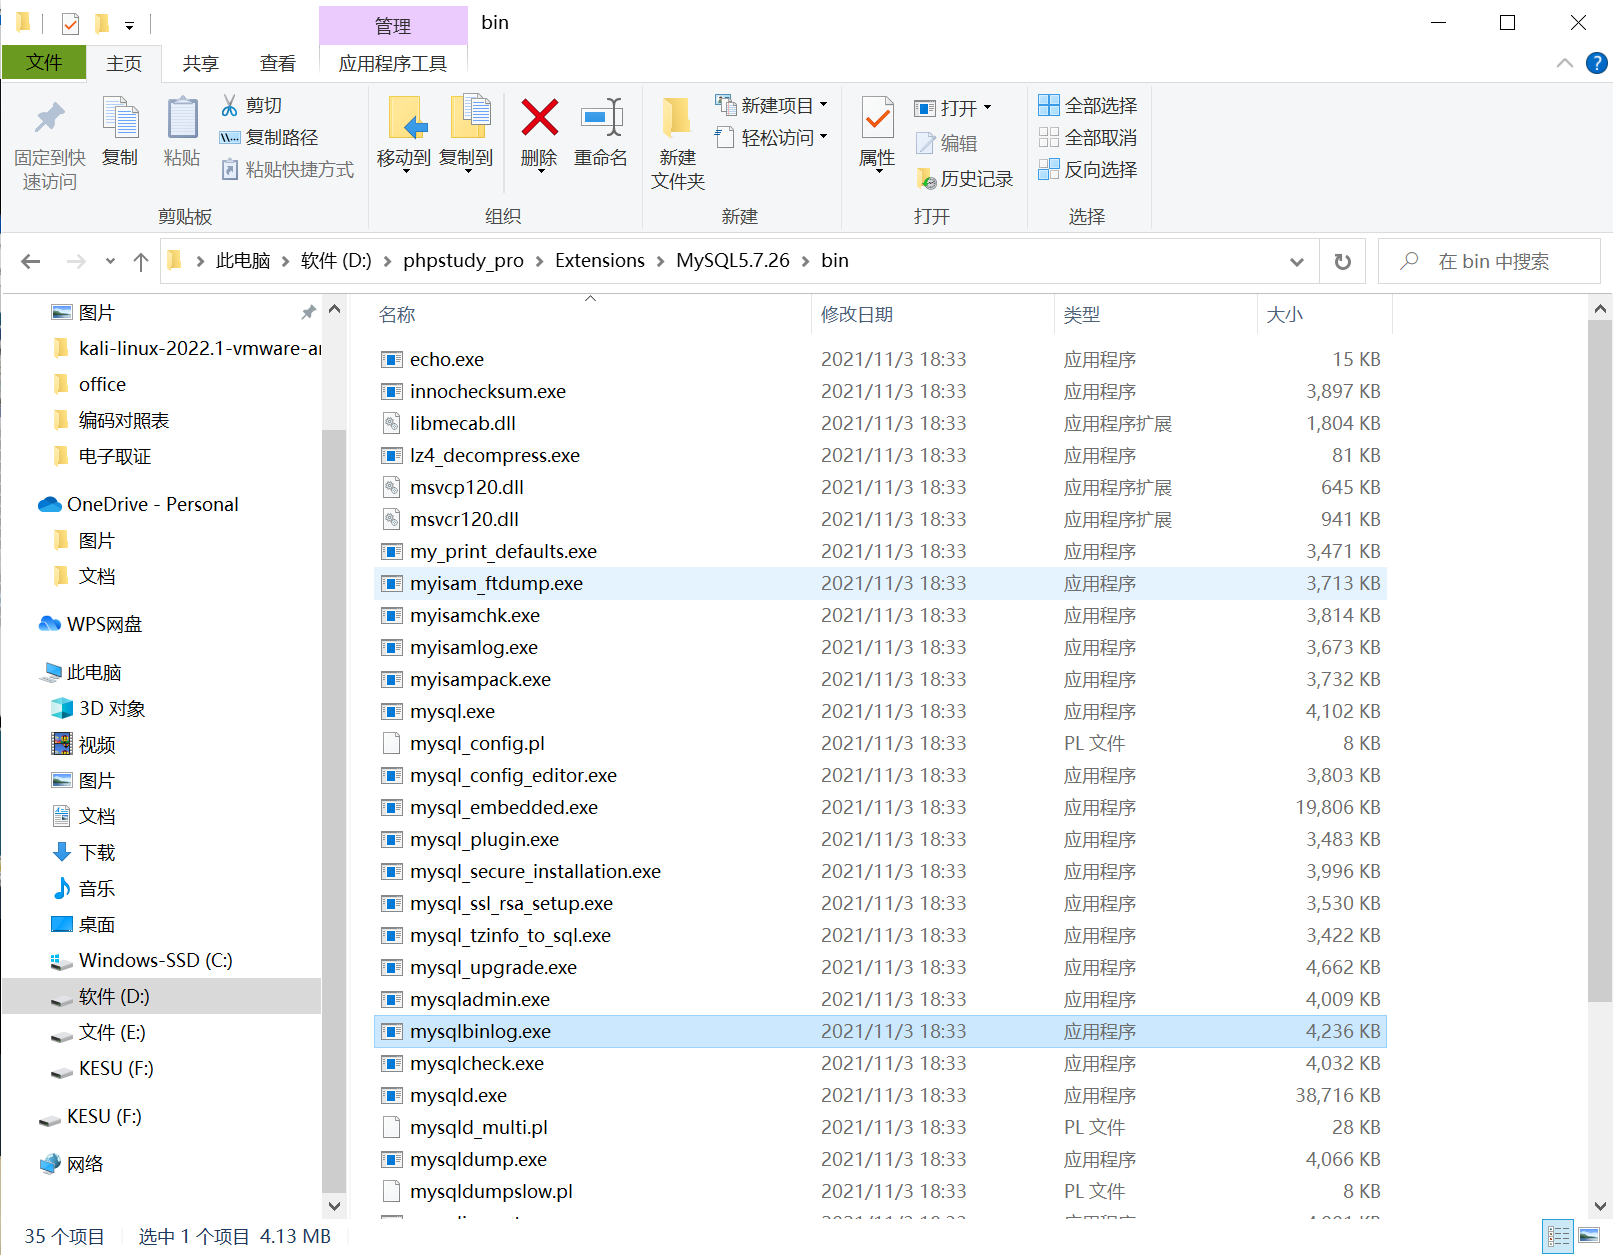 管理
bin
文件
主页
共享
查看
应用程序工具
固定到快
速访问
复制
粘贴
剪切
复制路径
粘贴快捷方式
剪贴板
移动到
复制到
删除
重命名
组织
新建
文件夹
新建项目
轻松访问
新建
属性
打开
编辑
历史记录
打开
全部选择
全部取消
反向选择
选择
此电脑 软件 (D:) phpstudy_pro Extensions MySQL5.7.26 bin
在 bin 中搜索
图片
kali-linux-2022.1-vmware-a
office
编码对照表
电子取证
OneDrive - Personal
图片
文档
WPS网盘
此电脑
3D 对象
视频
图片
文档
下载
音乐
桌面
Windows-SSD (C:)
软件 (D:)
文件 (E:)
KESU (F:)
KESU (F:)
网络
名称 修改日期 类型 大小
echo.exe 2021/11/3 18:33 应用程序 15 KB
innochecksum.exe 2021/11/3 18:33 应用程序 3,897 KB
libmecab.dll 2021/11/3 18:33 应用程序扩展 1,804 KB
lz4_decompress.exe 2021/11/3 18:33 应用程序 81 KB
msvcp120.dll 2021/11/3 18:33 应用程序扩展 645 KB
msvcr120.dll 2021/11/3 18:33 应用程序扩展 941 KB
my_print_defaults.exe 2021/11/3 18:33 应用程序 3,471 KB
myisam_ftdump.exe 2021/11/3 18:33 应用程序 3,713 KB
myisamchk.exe 2021/11/3 18:33 应用程序 3,814 KB
myisamlog.exe 2021/11/3 18:33 应用程序 3,673 KB
myisampack.exe 2021/11/3 18:33 应用程序 3,732 KB
mysql.exe 2021/11/3 18:33 应用程序 4,102 KB
mysql_config.pl 2021/11/3 18:33 PL 文件 8 KB
mysql_config_editor.exe 2021/11/3 18:33 应用程序 3,803 KB
mysql_embedded.exe 2021/11/3 18:33 应用程序 19,806 KB
mysql_plugin.exe 2021/11/3 18:33 应用程序 3,483 KB
mysql_secure_installation.exe 2021/11/3 18:33 应用程序 3,996 KB
mysql_ssl_rsa_setup.exe 2021/11/3 18:33 应用程序 3,530 KB
mysql_tzinfo_to_sql.exe 2021/11/3 18:33 应用程序 3,422 KB
mysql_upgrade.exe 2021/11/3 18:33 应用程序 4,662 KB
mysqladmin.exe 2021/11/3 18:33 应用程序 4,009 KB
mysqlbinlog.exe 2021/11/3 18:33 应用程序 4,236 KB
mysqlcheck.exe 2021/11/3 18:33 应用程序 4,032 KB
mysqld.exe 2021/11/3 18:33 应用程序 38,716 KB
mysqld_multi.pl 2021/11/3 18:33 PL 文件 28 KB
mysqldump.exe 2021/11/3 18:33 应用程序 4,066 KB
mysqldumpslow.pl 2021/11/3 18:33 PL 文件 8 KB
35 个项目 选中 1 个项目 4.13 MB